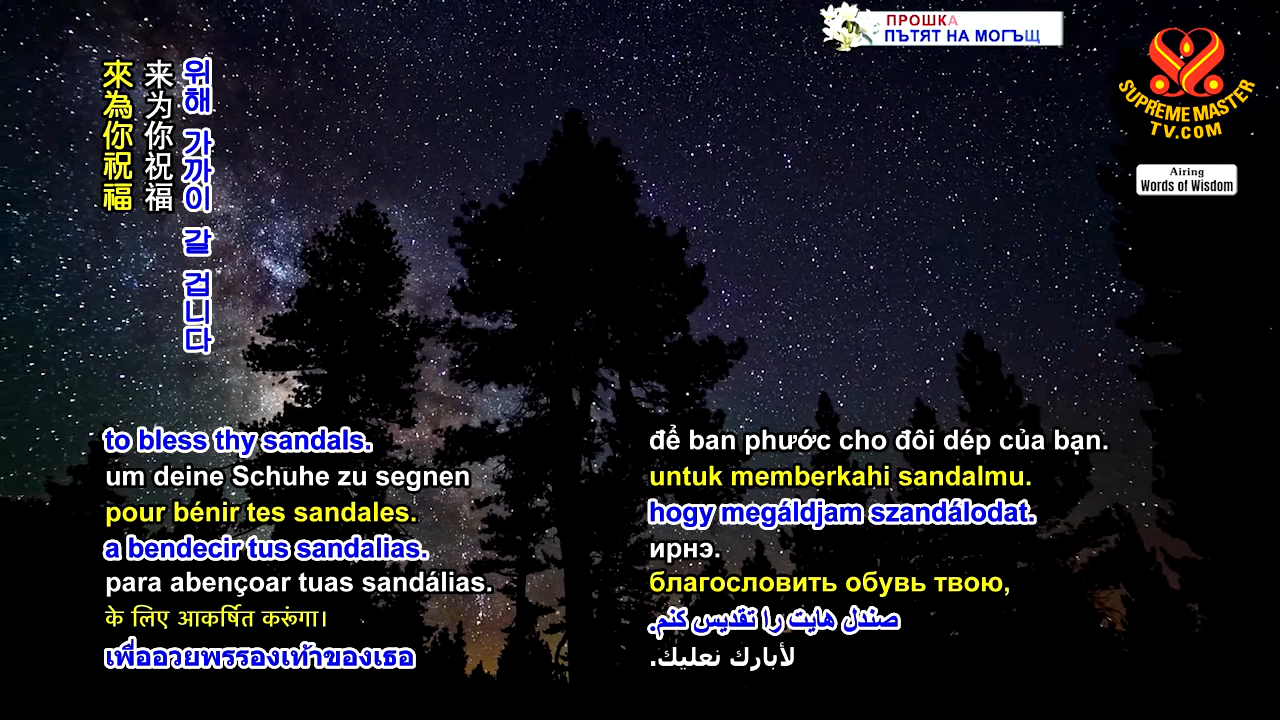 ПРОШКА
ПЪТЯТ НА МОГЪЩ
SUPREME MASTER
TV.COM
Airing
Words of Wisdom
위해 가까이 갈 겁니다
来为你祝福
來為你祝福
to bless thy sandals.
um deine Schuhe zu segnen
pour bénir tes sandales.
a bendecir tus sandalias.
para abençoar tuas sandálias.
के लिए आकर्षित करूंगा।
เพื่ออวยพรรองเท้าของเธอ
để ban phước cho đôi dép của bạn.
untuk memberkahi sandalmu.
hogy megáldjam szandálodat.
ирнэ.
благословить обувь твою,
صندل هایت را تقدیس کنم.
لأبارك نعليك.